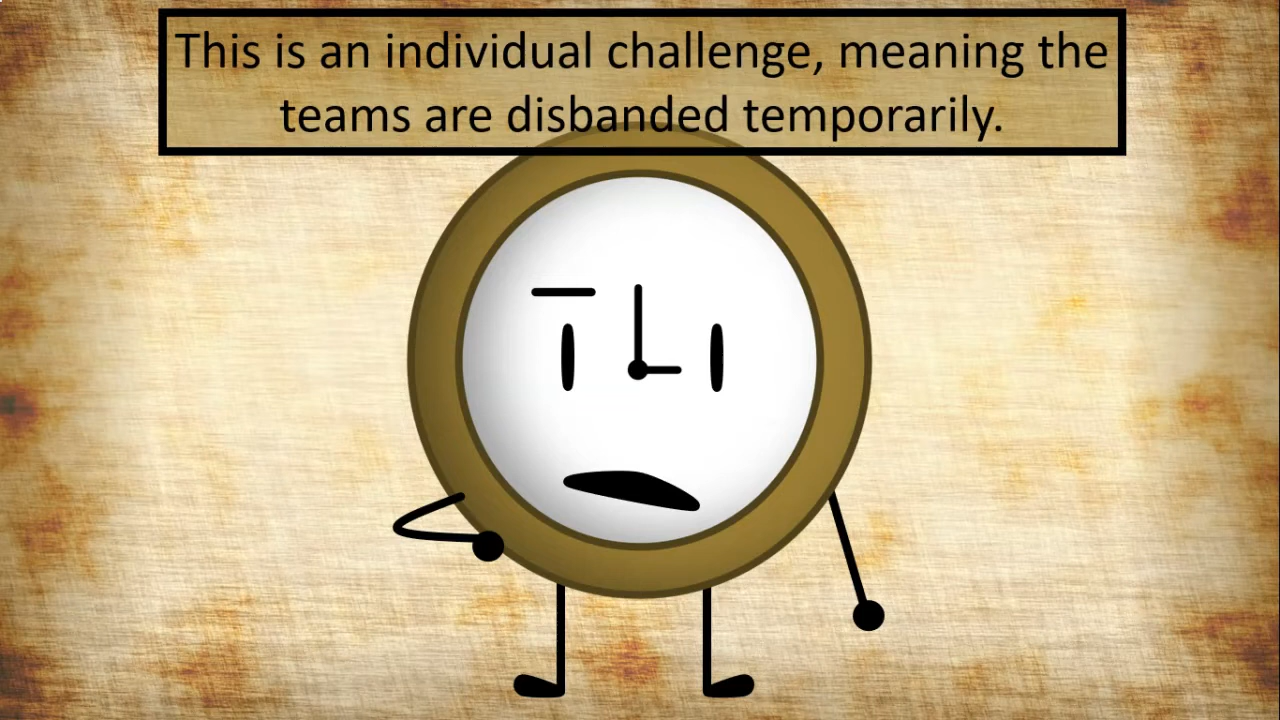 This is an individual challenge, meaning the
teams are disbanded temporarily.